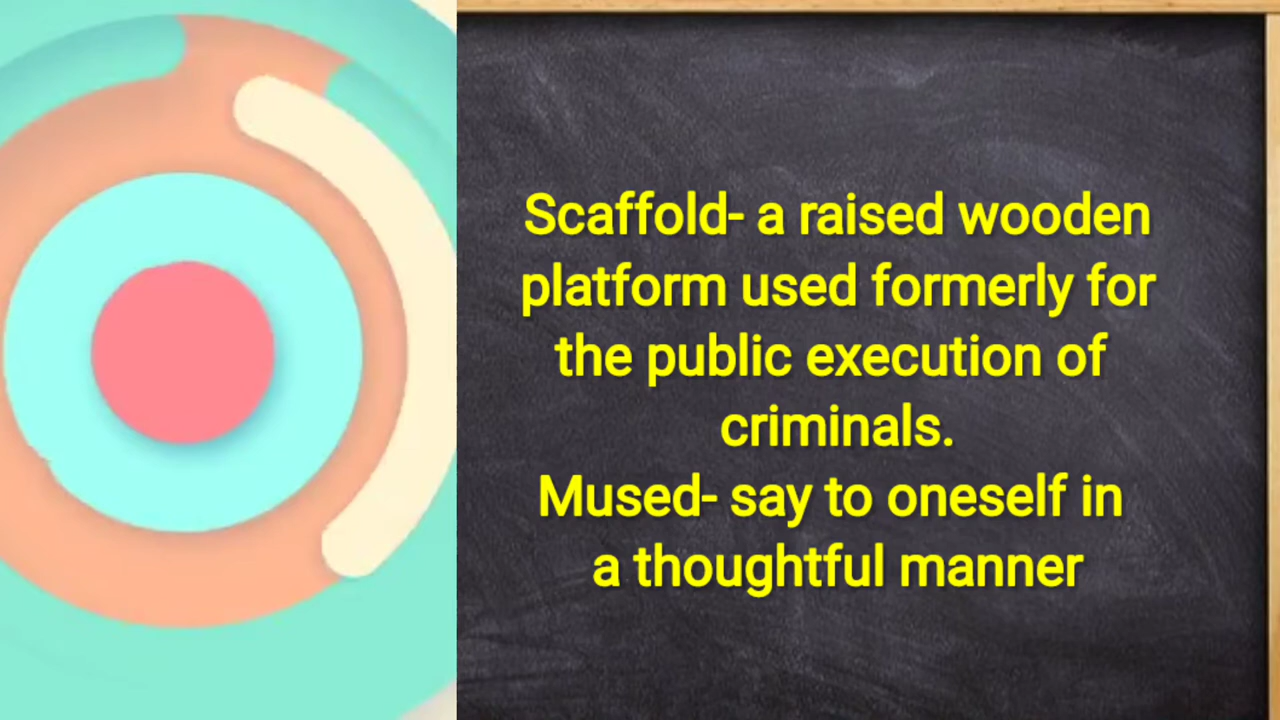 Scaffold- a raised wooden
platform used formerly for
the public execution of
criminals.
Mused- say to oneself in
a thoughtful manner